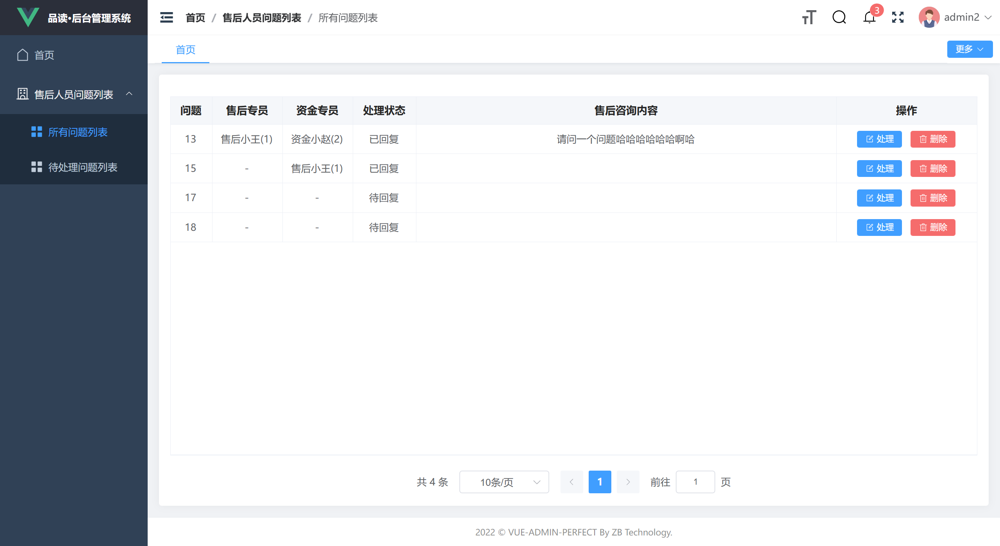 品读•后台管理系统
首页 / 售后人员问题列表 / 所有问题列表
3
admin2
首页
更多
首页
售后人员问题列表
所有问题列表
待处理问题列表
问题 售后专员 资金专员 处理状态 售后咨询内容 操作
13 售后小王(1) 资金小赵(2) 已回复 请问一个问题哈哈哈哈哈哈啊哈 处理 删除
15 - 售后小王(1) 已回复 处理 删除
17 - - 待回复 处理 删除
18 - - 待回复 处理 删除
共 4 条 10条/页 1 前往 1 页
2022 © VUE-ADMIN-PERFECT By ZB Technology.